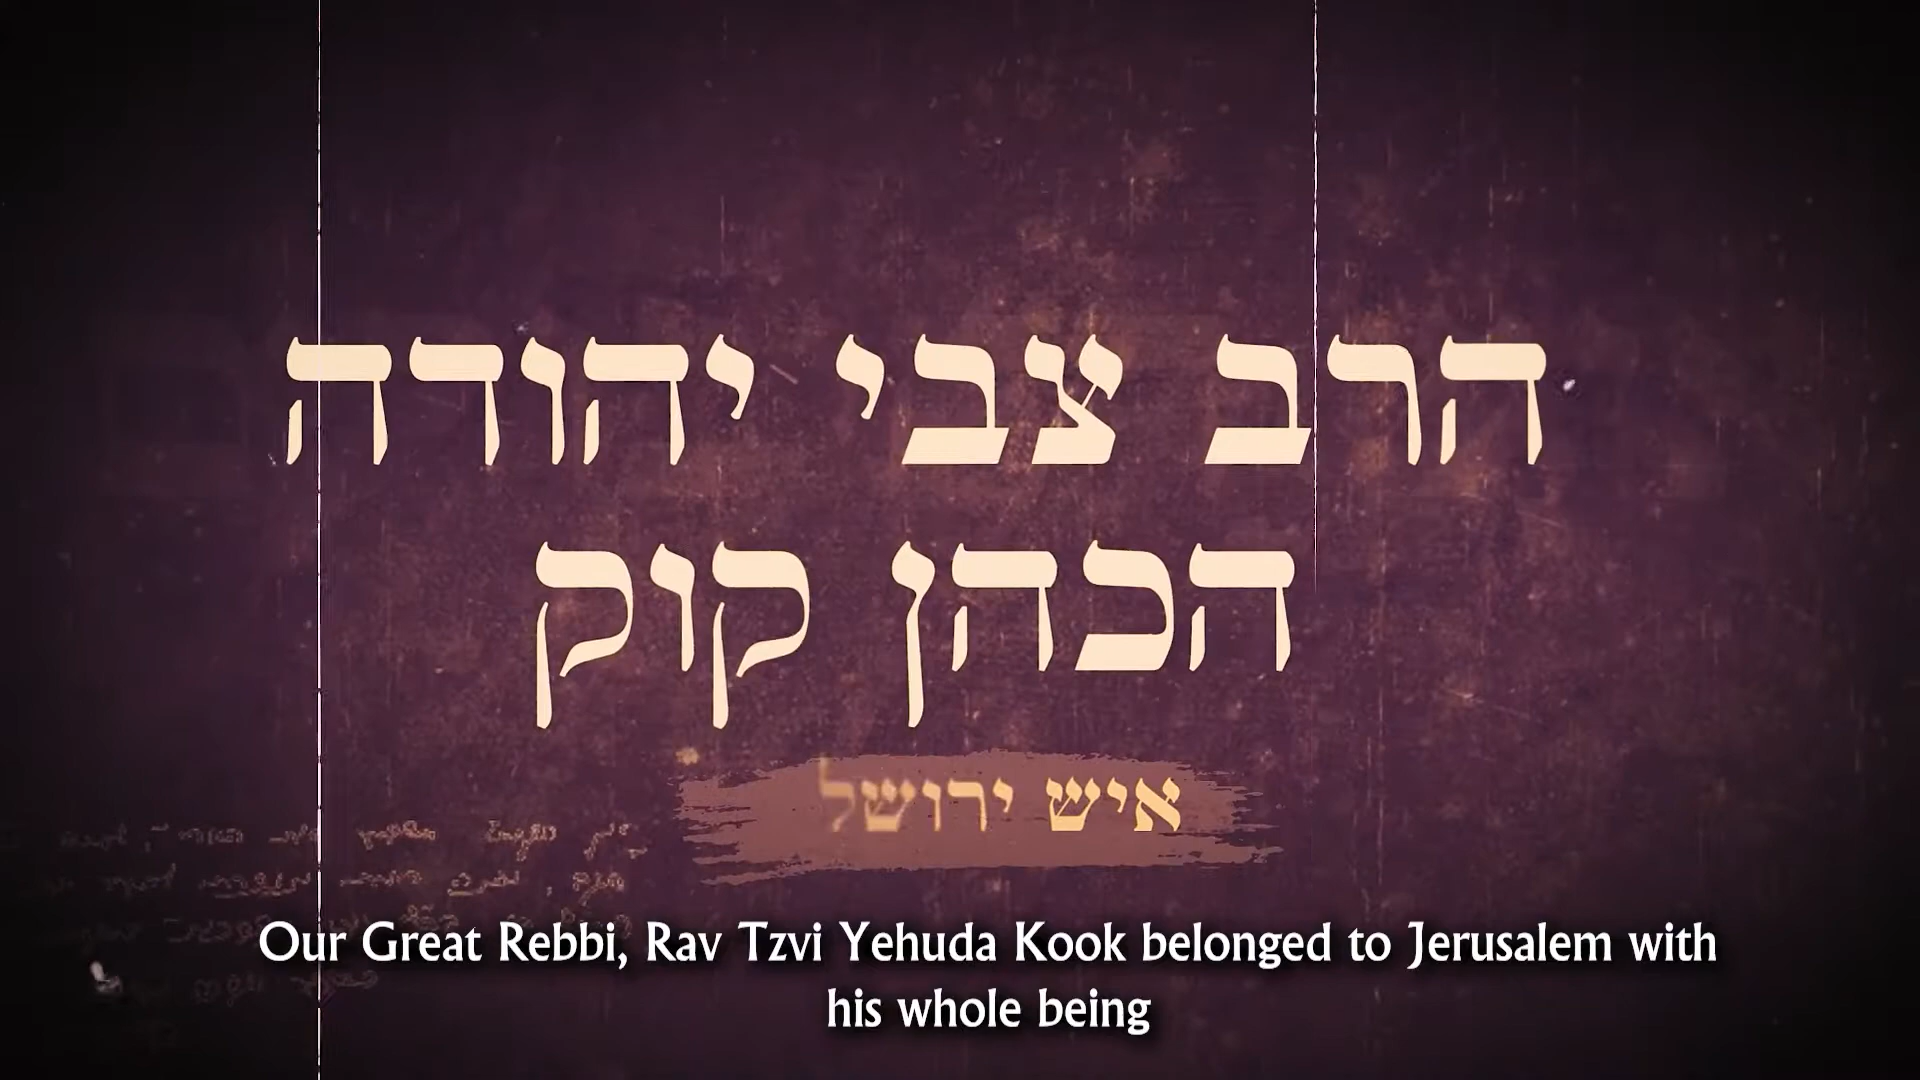 הרב צבי יהודה
הכהן קוק
איש ירושל
Our Great Rebbi, Rav Tzvi Yehuda Kook belonged to Jerusalem with
his whole being